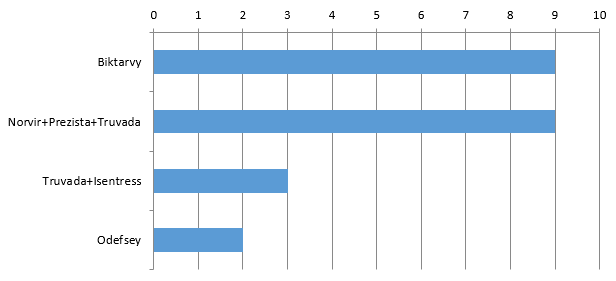 0 1 2 3 4 5 6 7 8 9 10
Biktarvy
Norvir+Prezista+Truvada
Truvada+Isentress
Odefsey